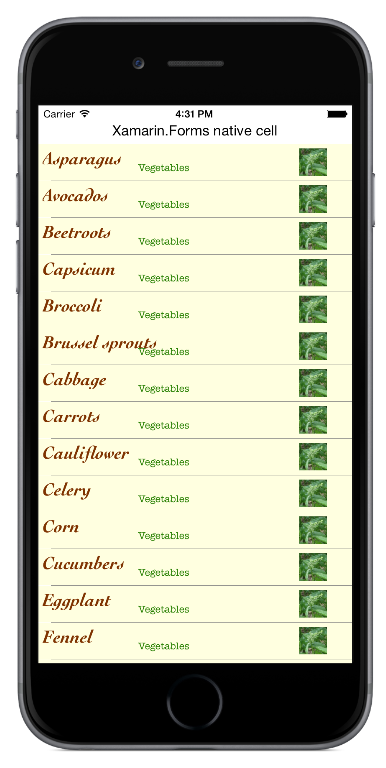 Carrier 4:31 PM
Xamarin.Forms native cell
Asparagus Vegetables
Avocados Vegetables
Beetroots Vegetables
Capsicum Vegetables
Broccoli Vegetables
Brussel sprouts Vegetables
Cabbage Vegetables
Carrots Vegetables
Cauliflower Vegetables
Celery Vegetables
Corn Vegetables
Cucumbers Vegetables
Eggplant Vegetables
Fennel Vegetables